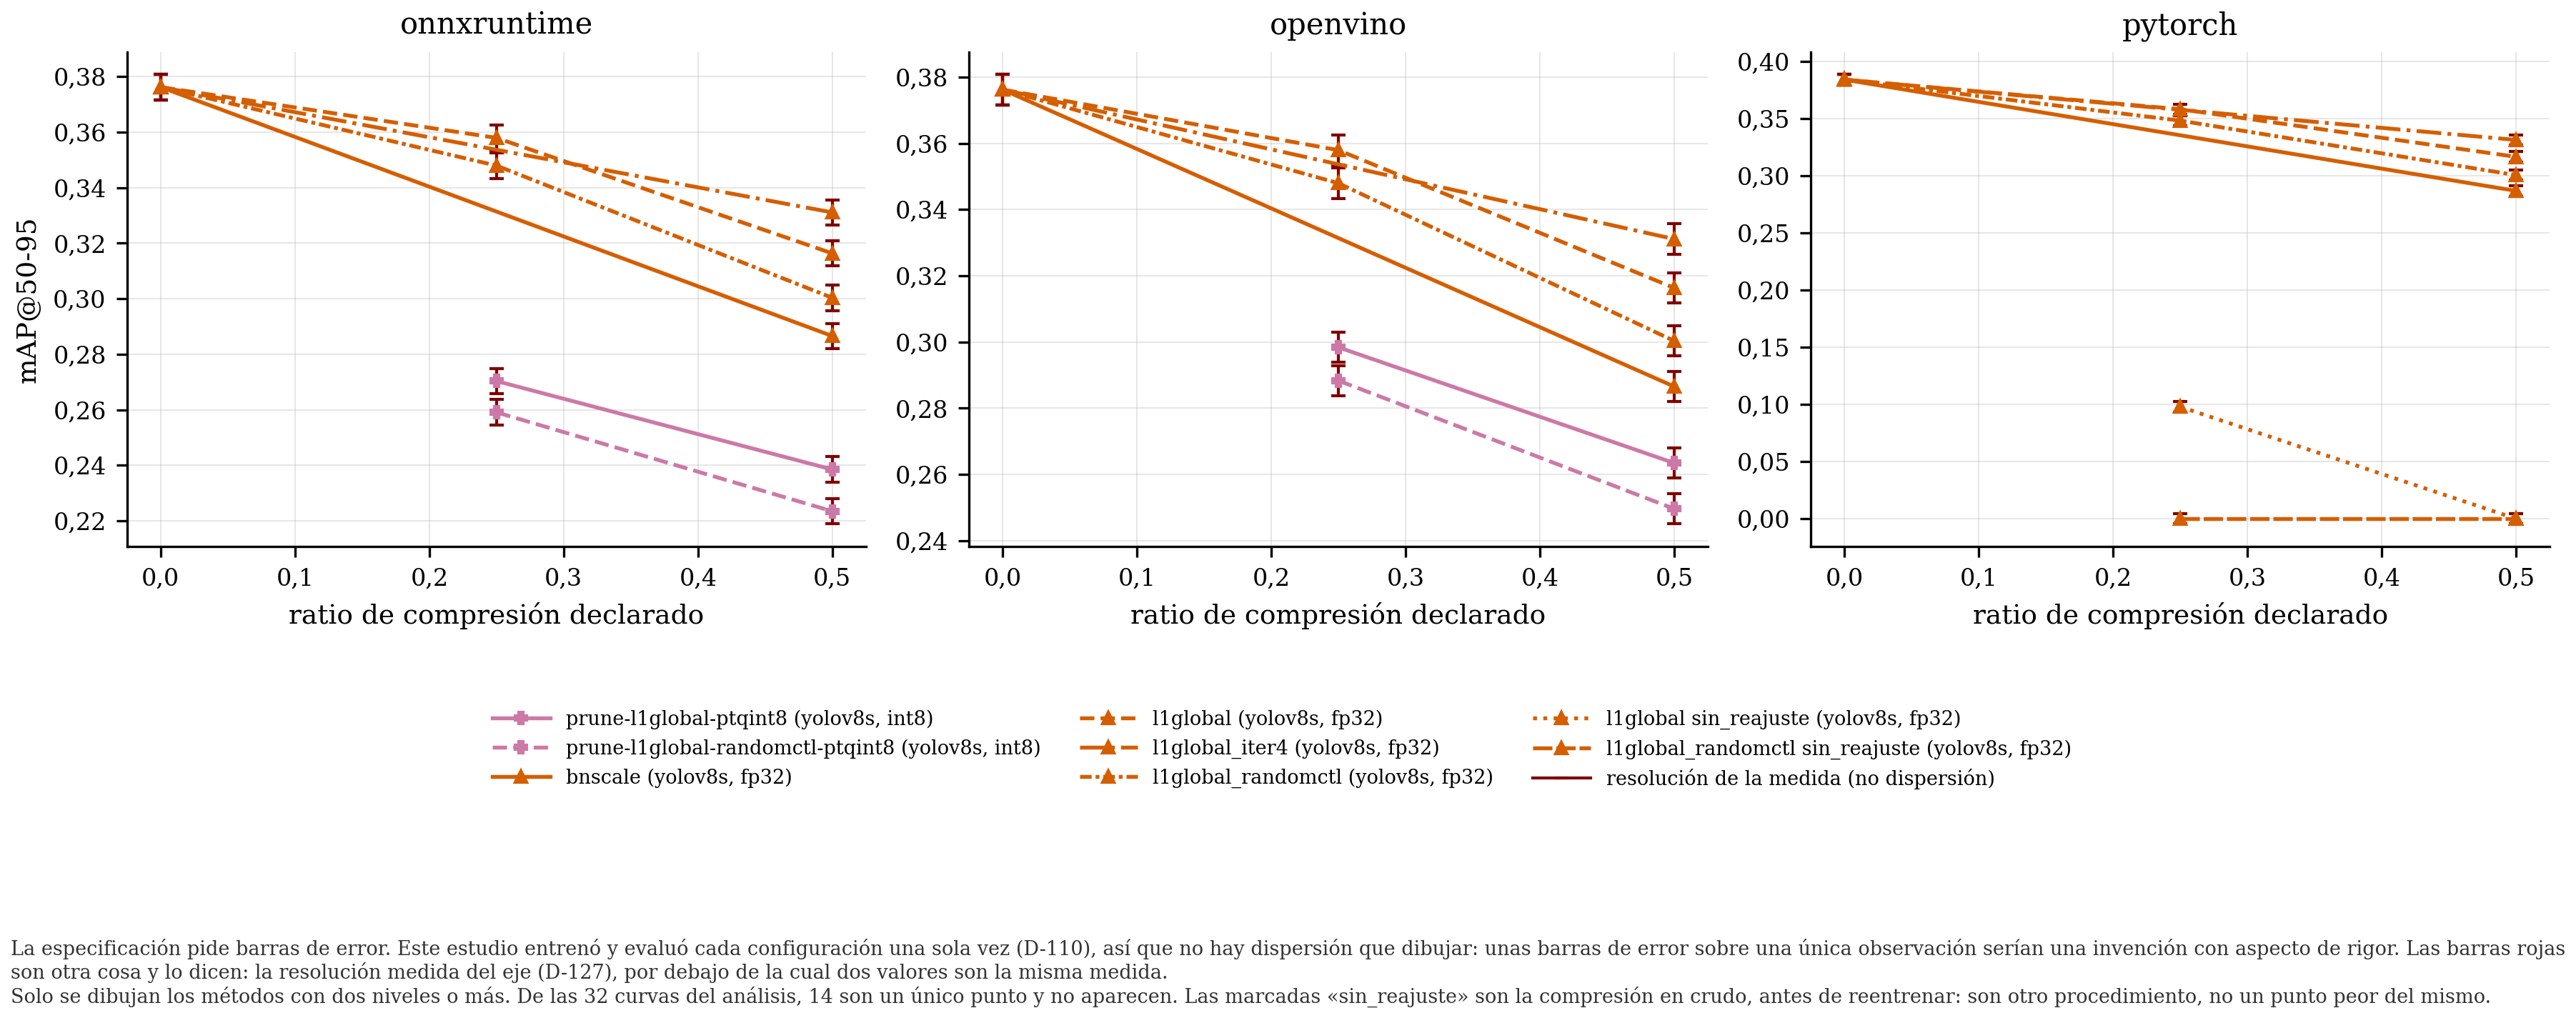 onnxruntime
openvino
pytorch
mAP@50-95
0,38
0,36
0,34
0,32
0,30
0,28
0,26
0,24
0,22
0,0
0,1
0,2
0,3
0,4
0,5
ratio de compresión declarado
0,38
0,36
0,34
0,32
0,30
0,28
0,26
0,24
0,0
0,1
0,2
0,3
0,4
0,5
ratio de compresión declarado
0,40
0,35
0,30
0,25
0,20
0,15
0,10
0,05
0,00
0,0
0,1
0,2
0,3
0,4
0,5
ratio de compresión declarado
prune-l1global-ptqint8 (yolov8s, int8)
prune-l1global-randomctl-ptqint8 (yolov8s, int8)
bnscale (yolov8s, fp32)
l1global (yolov8s, fp32)
l1global_iter4 (yolov8s, fp32)
l1global_randomctl (yolov8s, fp32)
l1global sin_reajuste (yolov8s, fp32)
l1global_randomctl sin_reajuste (yolov8s, fp32)
resolución de la medida (no dispersión)
La especificación pide barras de error. Este estudio entrenó y evaluó cada configuración una sola vez (D-110), así que no hay dispersión que dibujar: unas barras de error sobre una única observación serían una invención con aspecto de rigor. Las barras rojas
son otra cosa y lo dicen: la resolución medida del eje (D-127), por debajo de la cual dos valores son la misma medida.
Solo se dibujan los métodos con dos niveles o más. De las 32 curvas del análisis, 14 son un único punto y no aparecen. Las marcadas «sin_reajuste» son la compresión en crudo, antes de reentrenar: son otro procedimiento, no un punto peor del mismo.